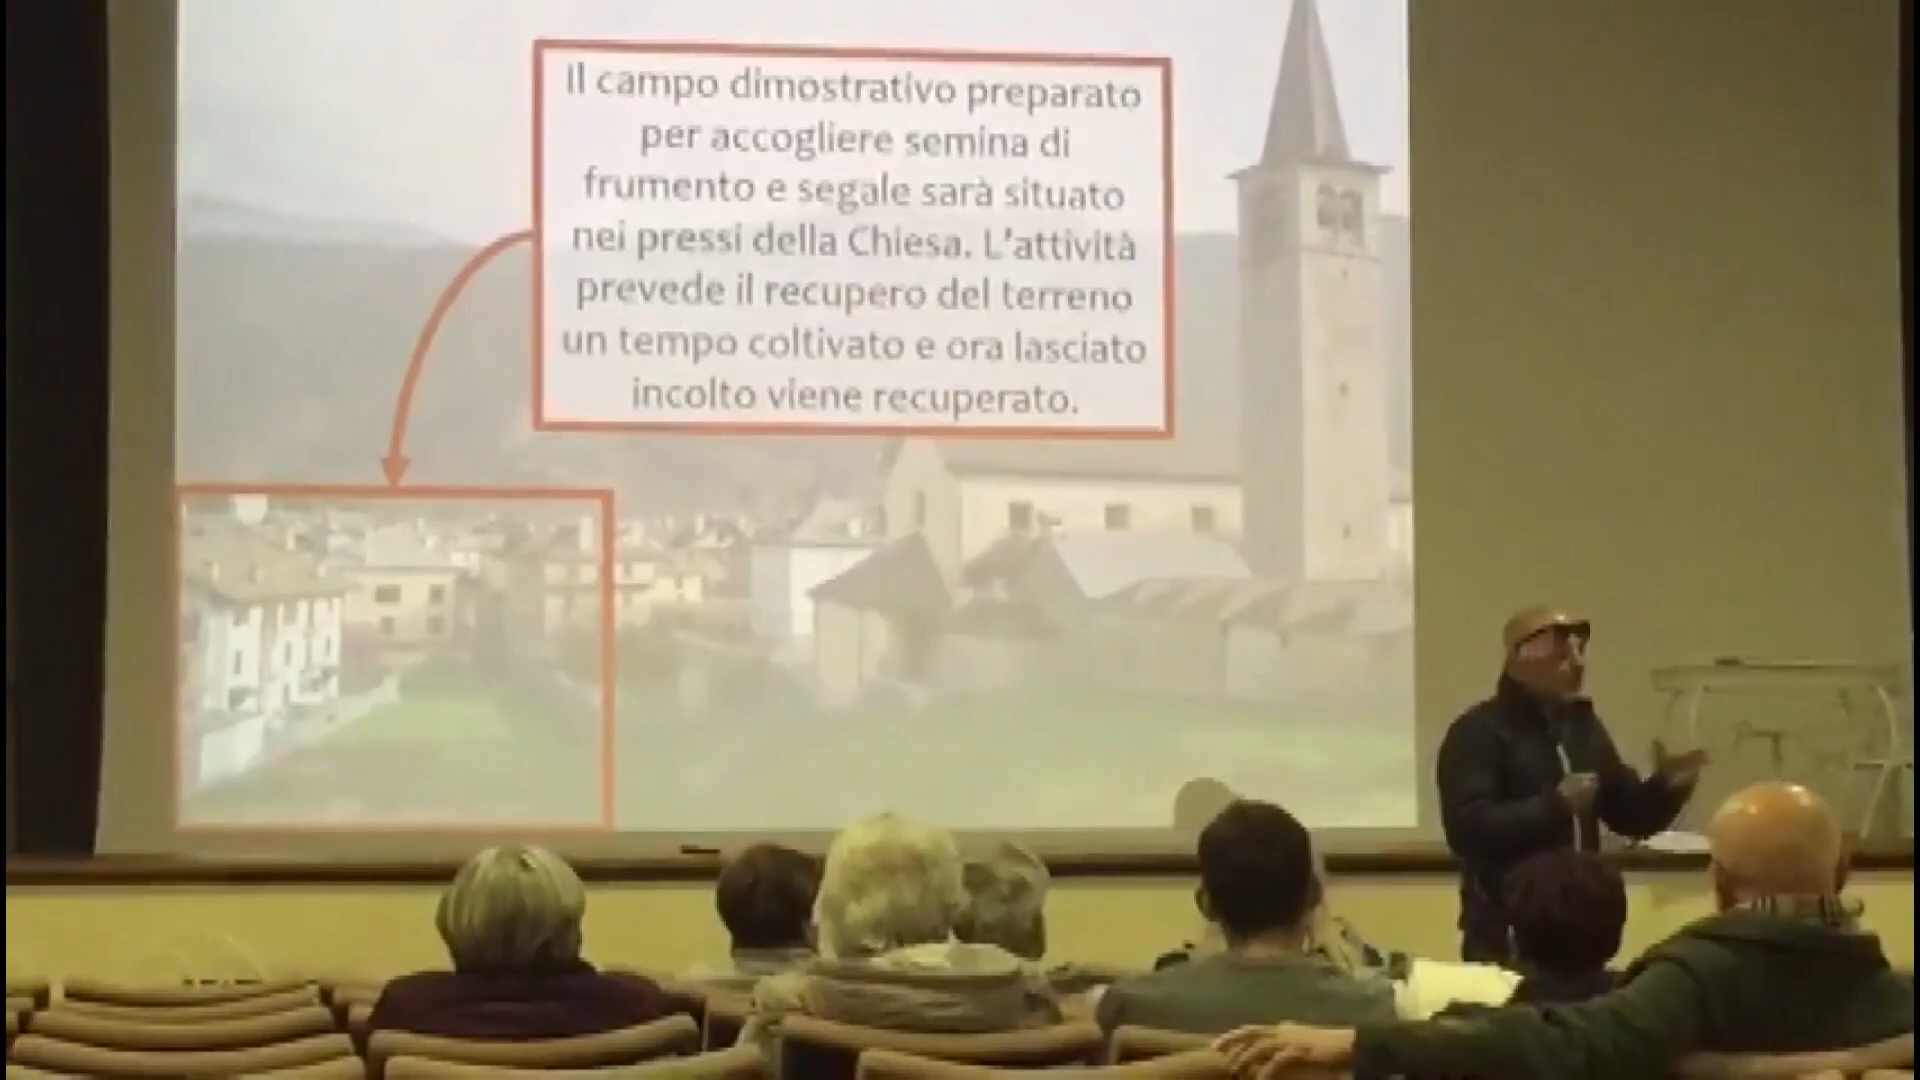 Il campo dimostrativo preparato
per accogliere semina di
frumento e segale sarà situato
nei pressi della Chiesa. L'attività
prevede il recupero del terreno
un tempo coltivato e ora lasciato
incolto viene recuperato.